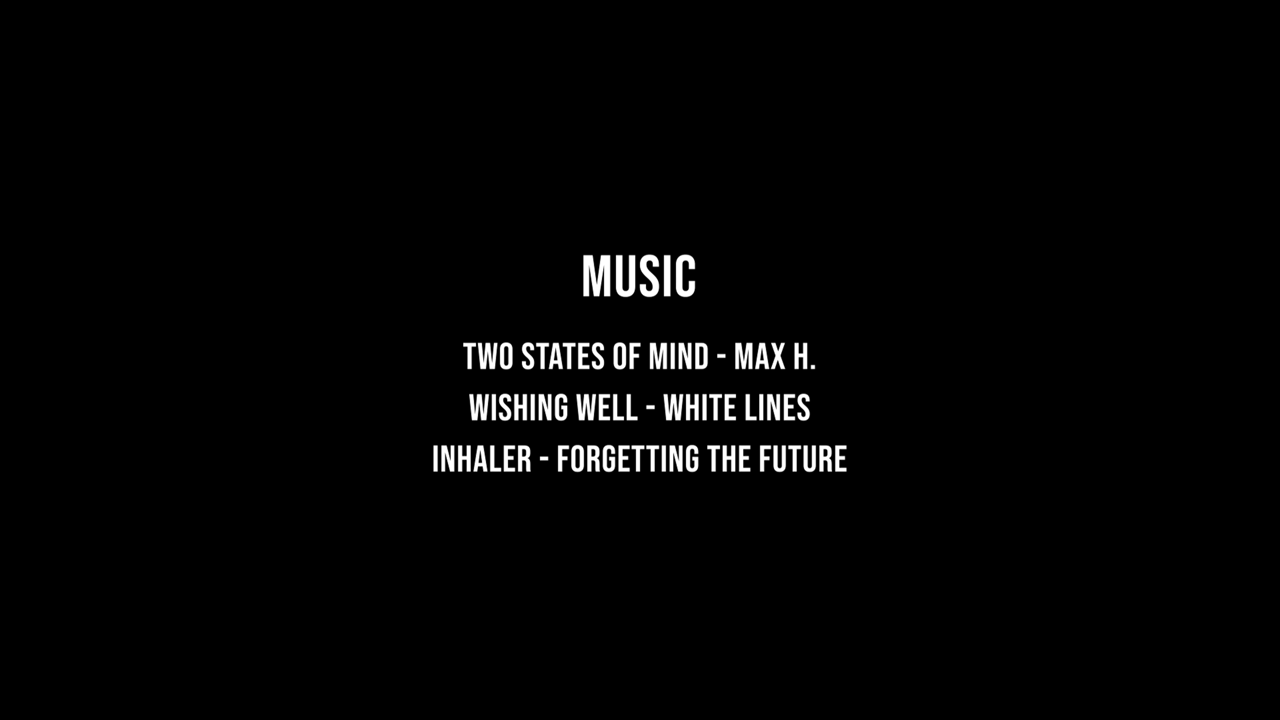 MUSIC
TWO STATES OF MIND - MAX H.
WISHING WELL - WHITE LINES
INHALER - FORGETTING THE FUTURE